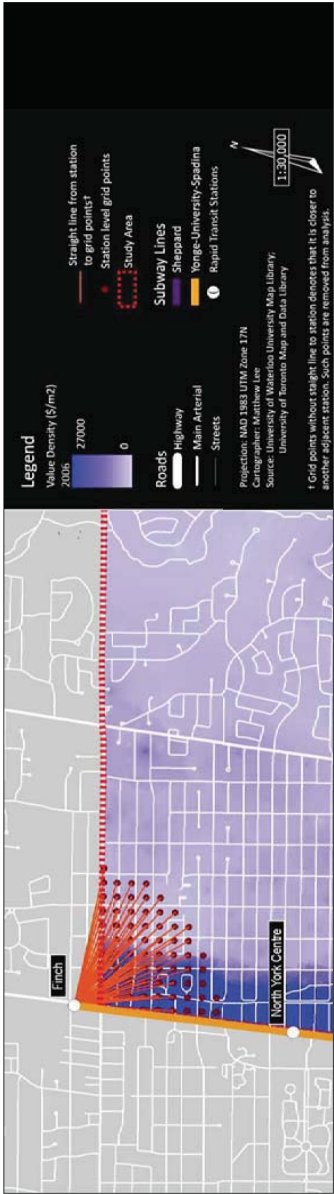 Finch
North York Centre
Legend
Value Density ($/m2)
2006
27000
0
Straight line from station
to grid points†
Station level grid points
Study Area
Roads
Highway
Main Arterial
Streets
Subway Lines
Sheppard
Yonge-University-Spadina
Rapid Transit Stations
Projection: NAD 1983 UTM Zone 17N
Cartographer: Matthew Lee
Source: University of Waterloo University Map Library;
University of Toronto Map and Data Library
N
1:30,000
† Grid points without staight line to station denotes that it is closer to
another adjacent station. Such points are removed from analysis.